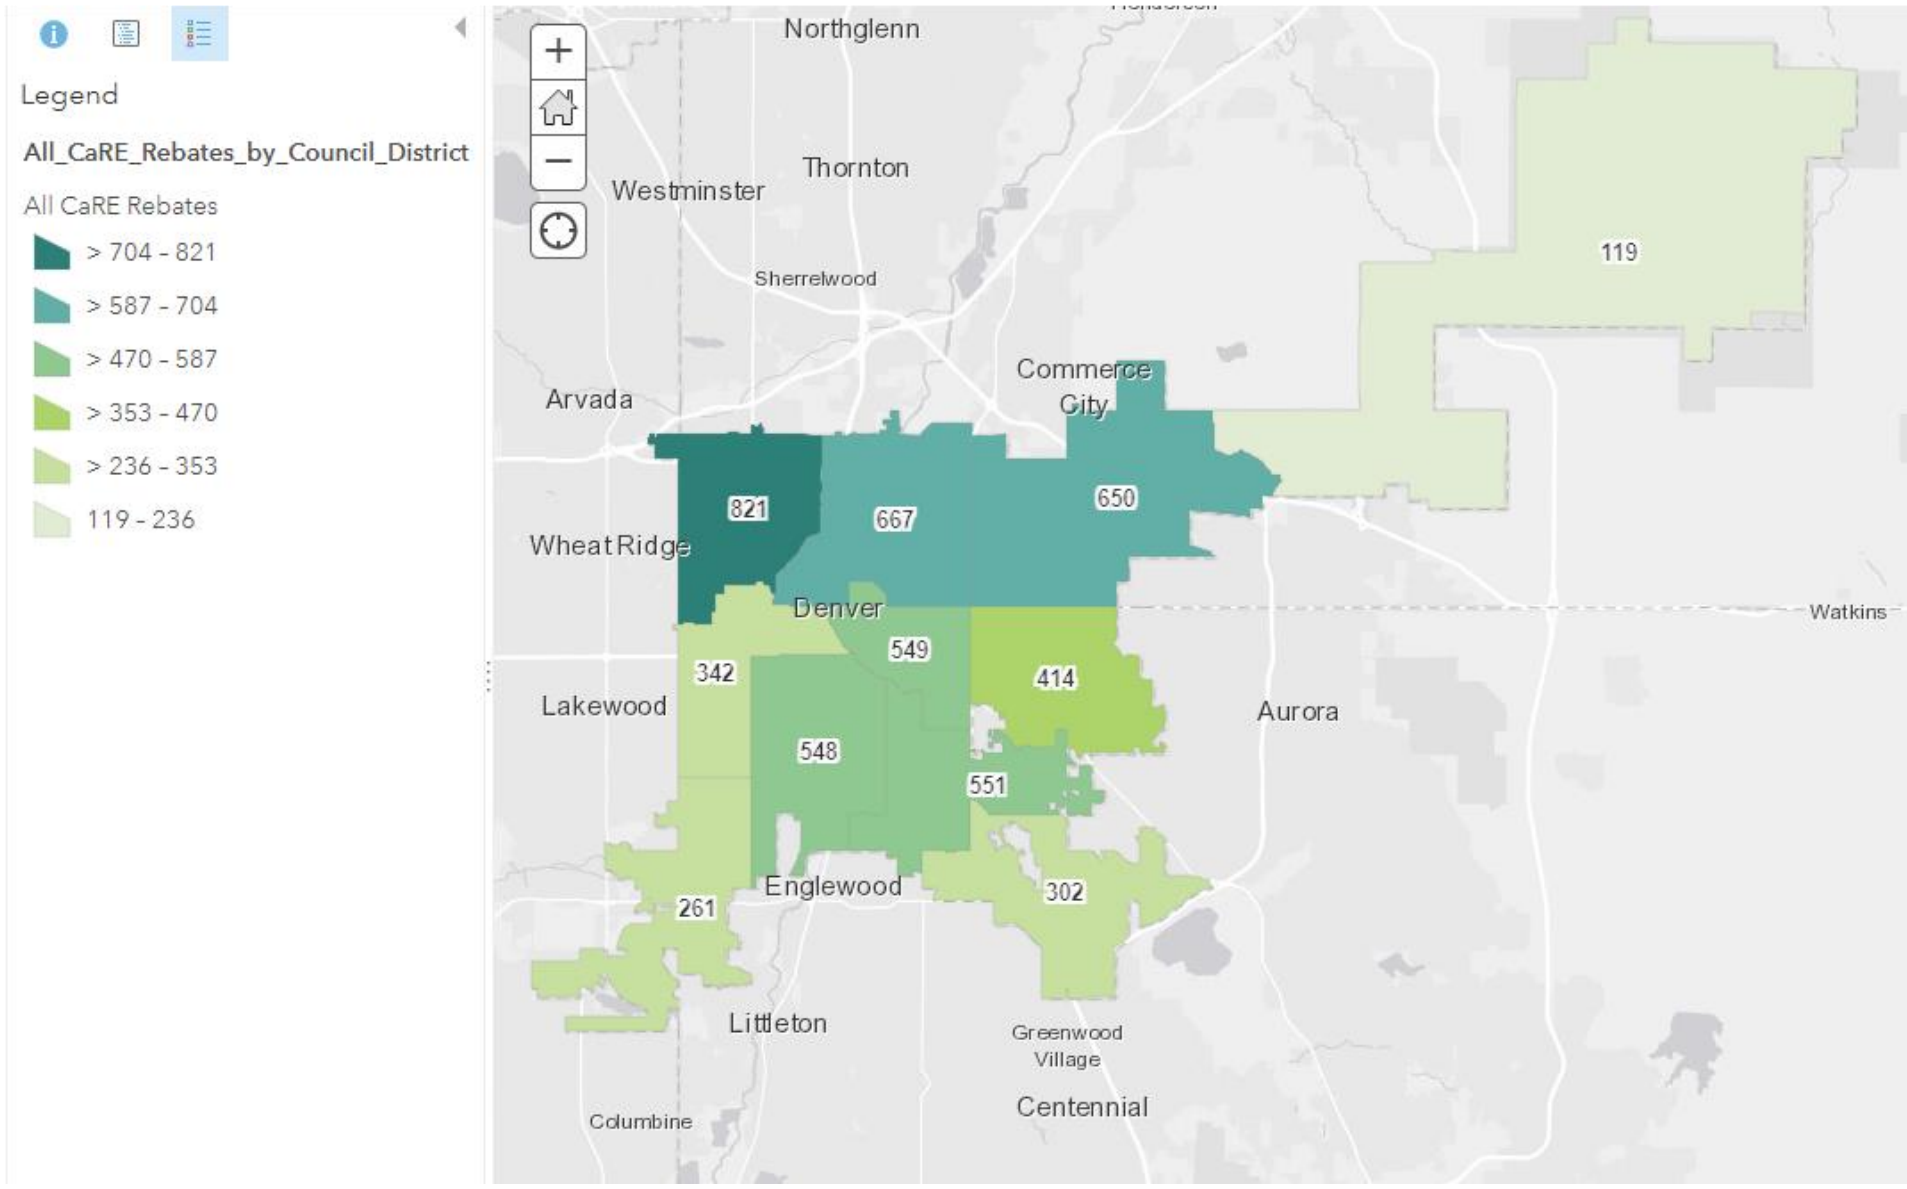 Legend
All_CaRE_Rebates_by_Council_District
All CaRE Rebates
> 704 - 821
> 587 - 704
> 470 - 587
> 353 - 470
> 236 - 353
119 - 236
+
−
Northglenn
Thornton
Westminster
Sherrelwood
119
Commerce
City
Arvada
821
667
650
Wheat Ridge
Denver
Watkins
549
342
414
Lakewood
Aurora
548
551
Englewood
302
261
Littleton
Greenwood
Village
Centennial
Columbine